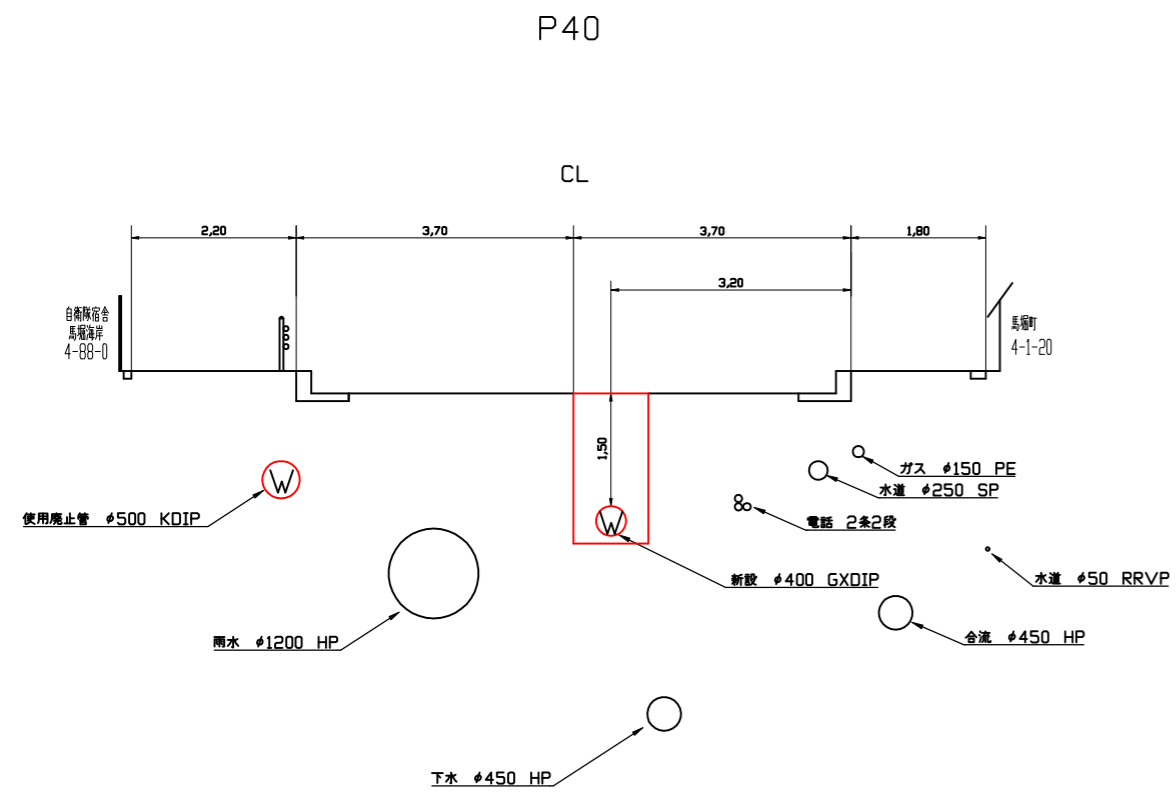 P40
CL
2,20
3,70
3,70
1,80
3,20
自衛隊宿舎
馬堀海岸
4-88-0
馬堀町
4-1-20
1,50
W
W
ガス φ150 PE
水道 φ250 SP
使用廃止管 φ500 KDIP
電話 2条2段
新設 φ400 GXDIP
水道 φ50 RRVP
雨水 φ1200 HP
合流 φ450 HP
下水 φ450 HP